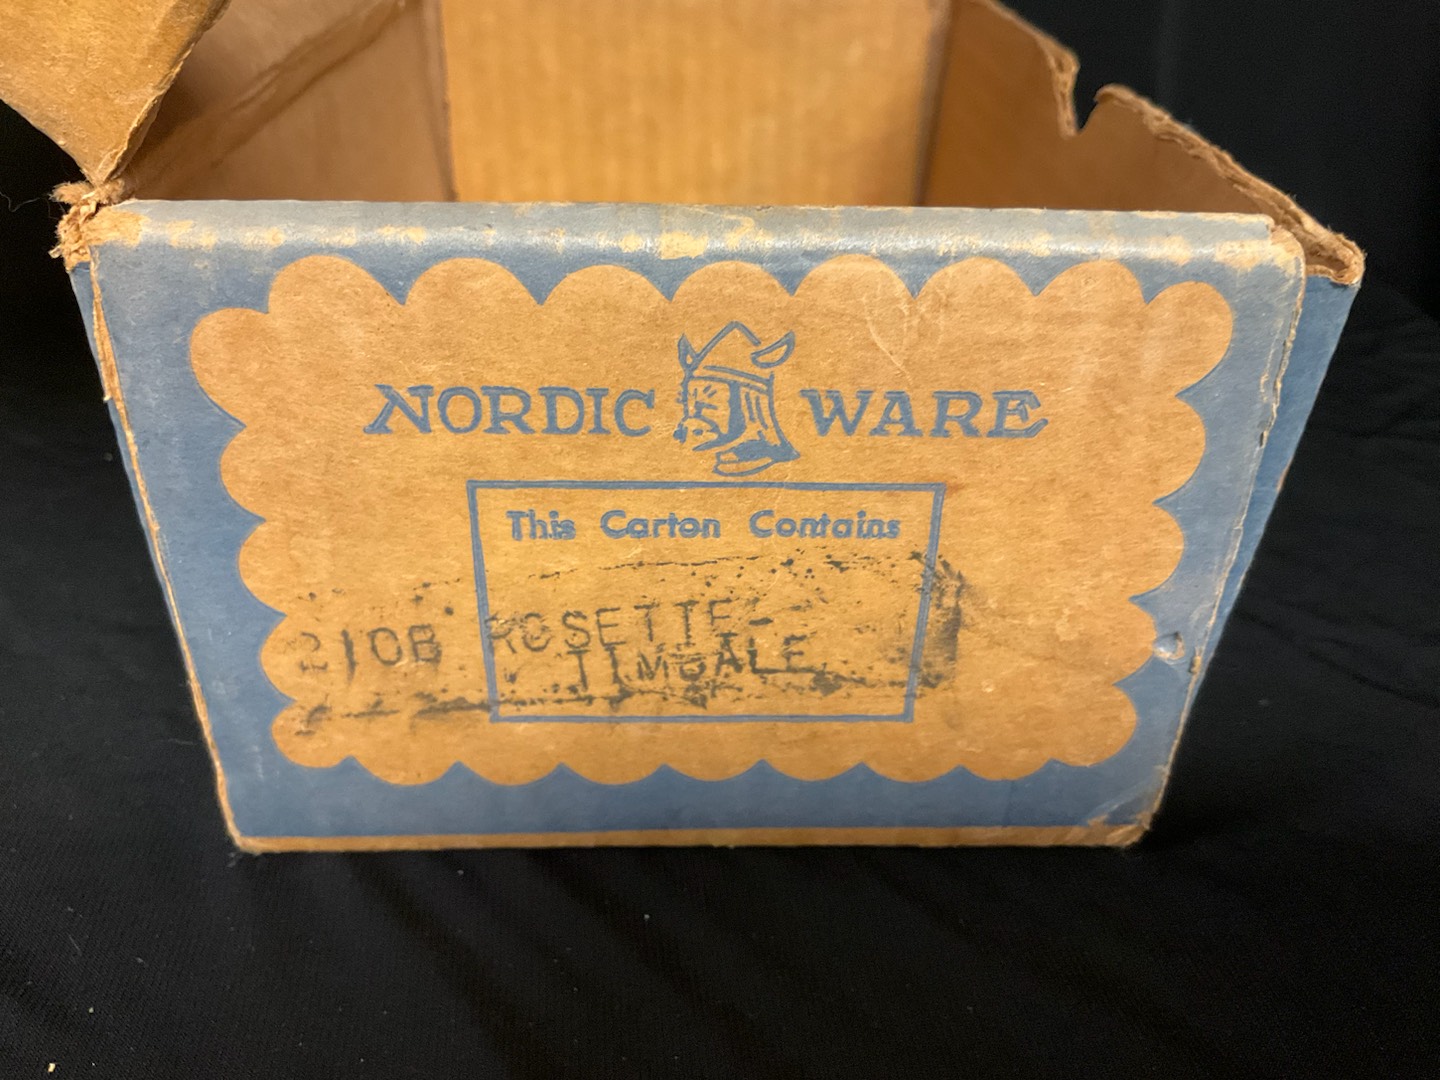 NORDIC WARE
This Carton Contains
210B ROSETTE-
TIMBALE